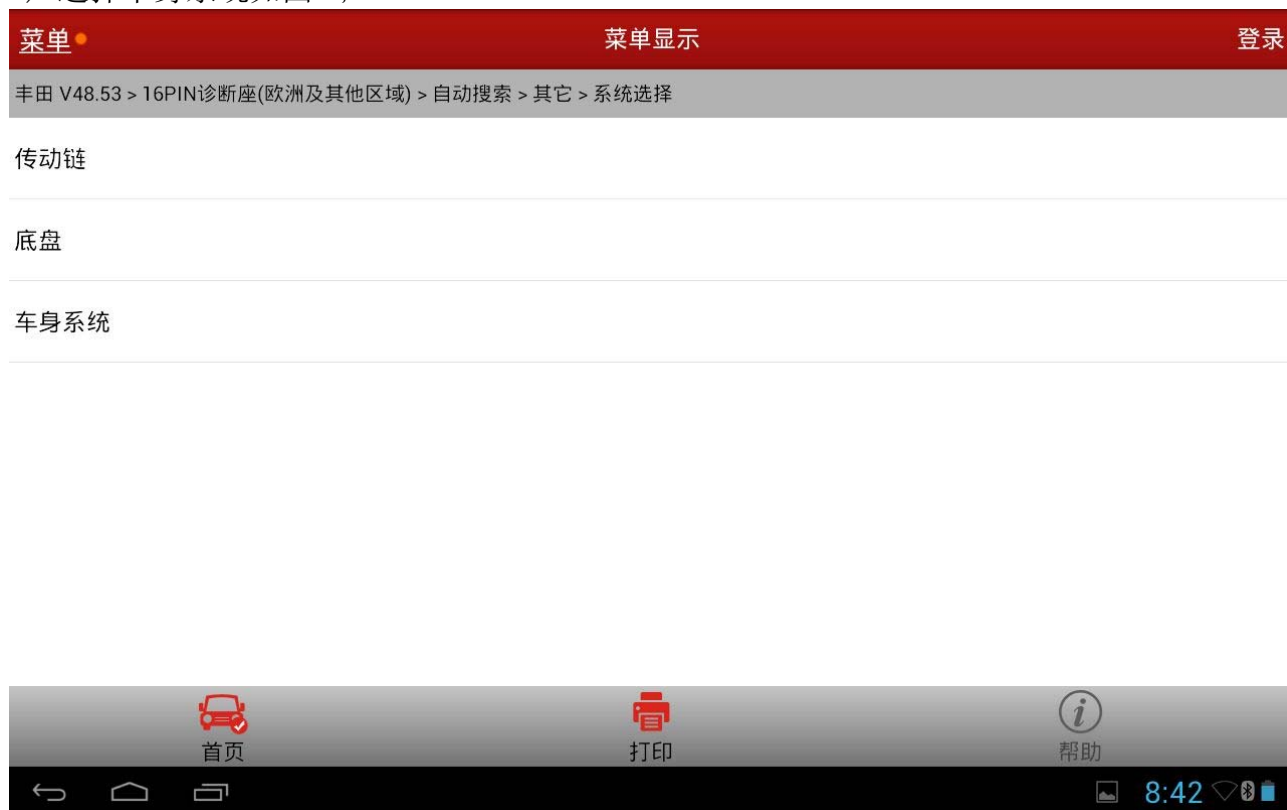 菜单
菜单显示
登录
丰田 V48.53 > 16PIN诊断座(欧洲及其他区域) > 自动搜索 > 其它 > 系统选择
传动链
底盘
车身系统
首页
打印
帮助
8:42